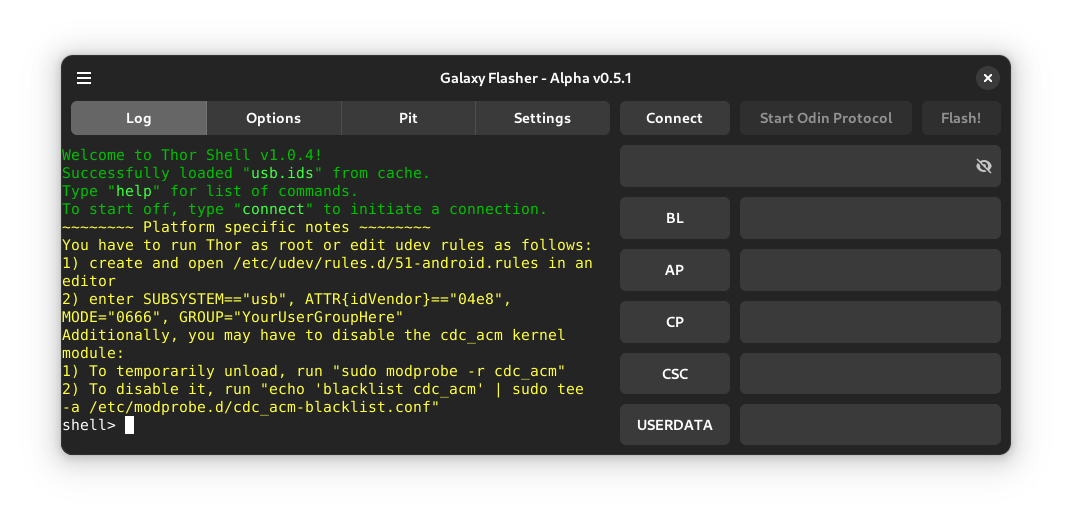 Galaxy Flasher - Alpha v0.5.1
Log Options Pit Settings Connect Start Odin Protocol Flash!
Welcome to Thor Shell v1.0.4!
Successfully loaded "usb.ids" from cache.
Type "help" for list of commands.
To start off, type "connect" to initiate a connection.
~~~~~~~~ Platform specific notes ~~~~~~~~
You have to run Thor as root or edit udev rules as follows:
1) create and open /etc/udev/rules.d/51-android.rules in an
editor
2) enter SUBSYSTEM=="usb", ATTR{idVendor}=="04e8",
MODE="0666", GROUP="YourUserGroupHere"
Additionally, you may have to disable the cdc_acm kernel
module:
1) To temporarily unload, run "sudo modprobe -r cdc_acm"
2) To disable it, run "echo 'blacklist cdc_acm' | sudo tee
-a /etc/modprobe.d/cdc_acm-blacklist.conf"
shell>
BL
AP
CP
CSC
USERDATA